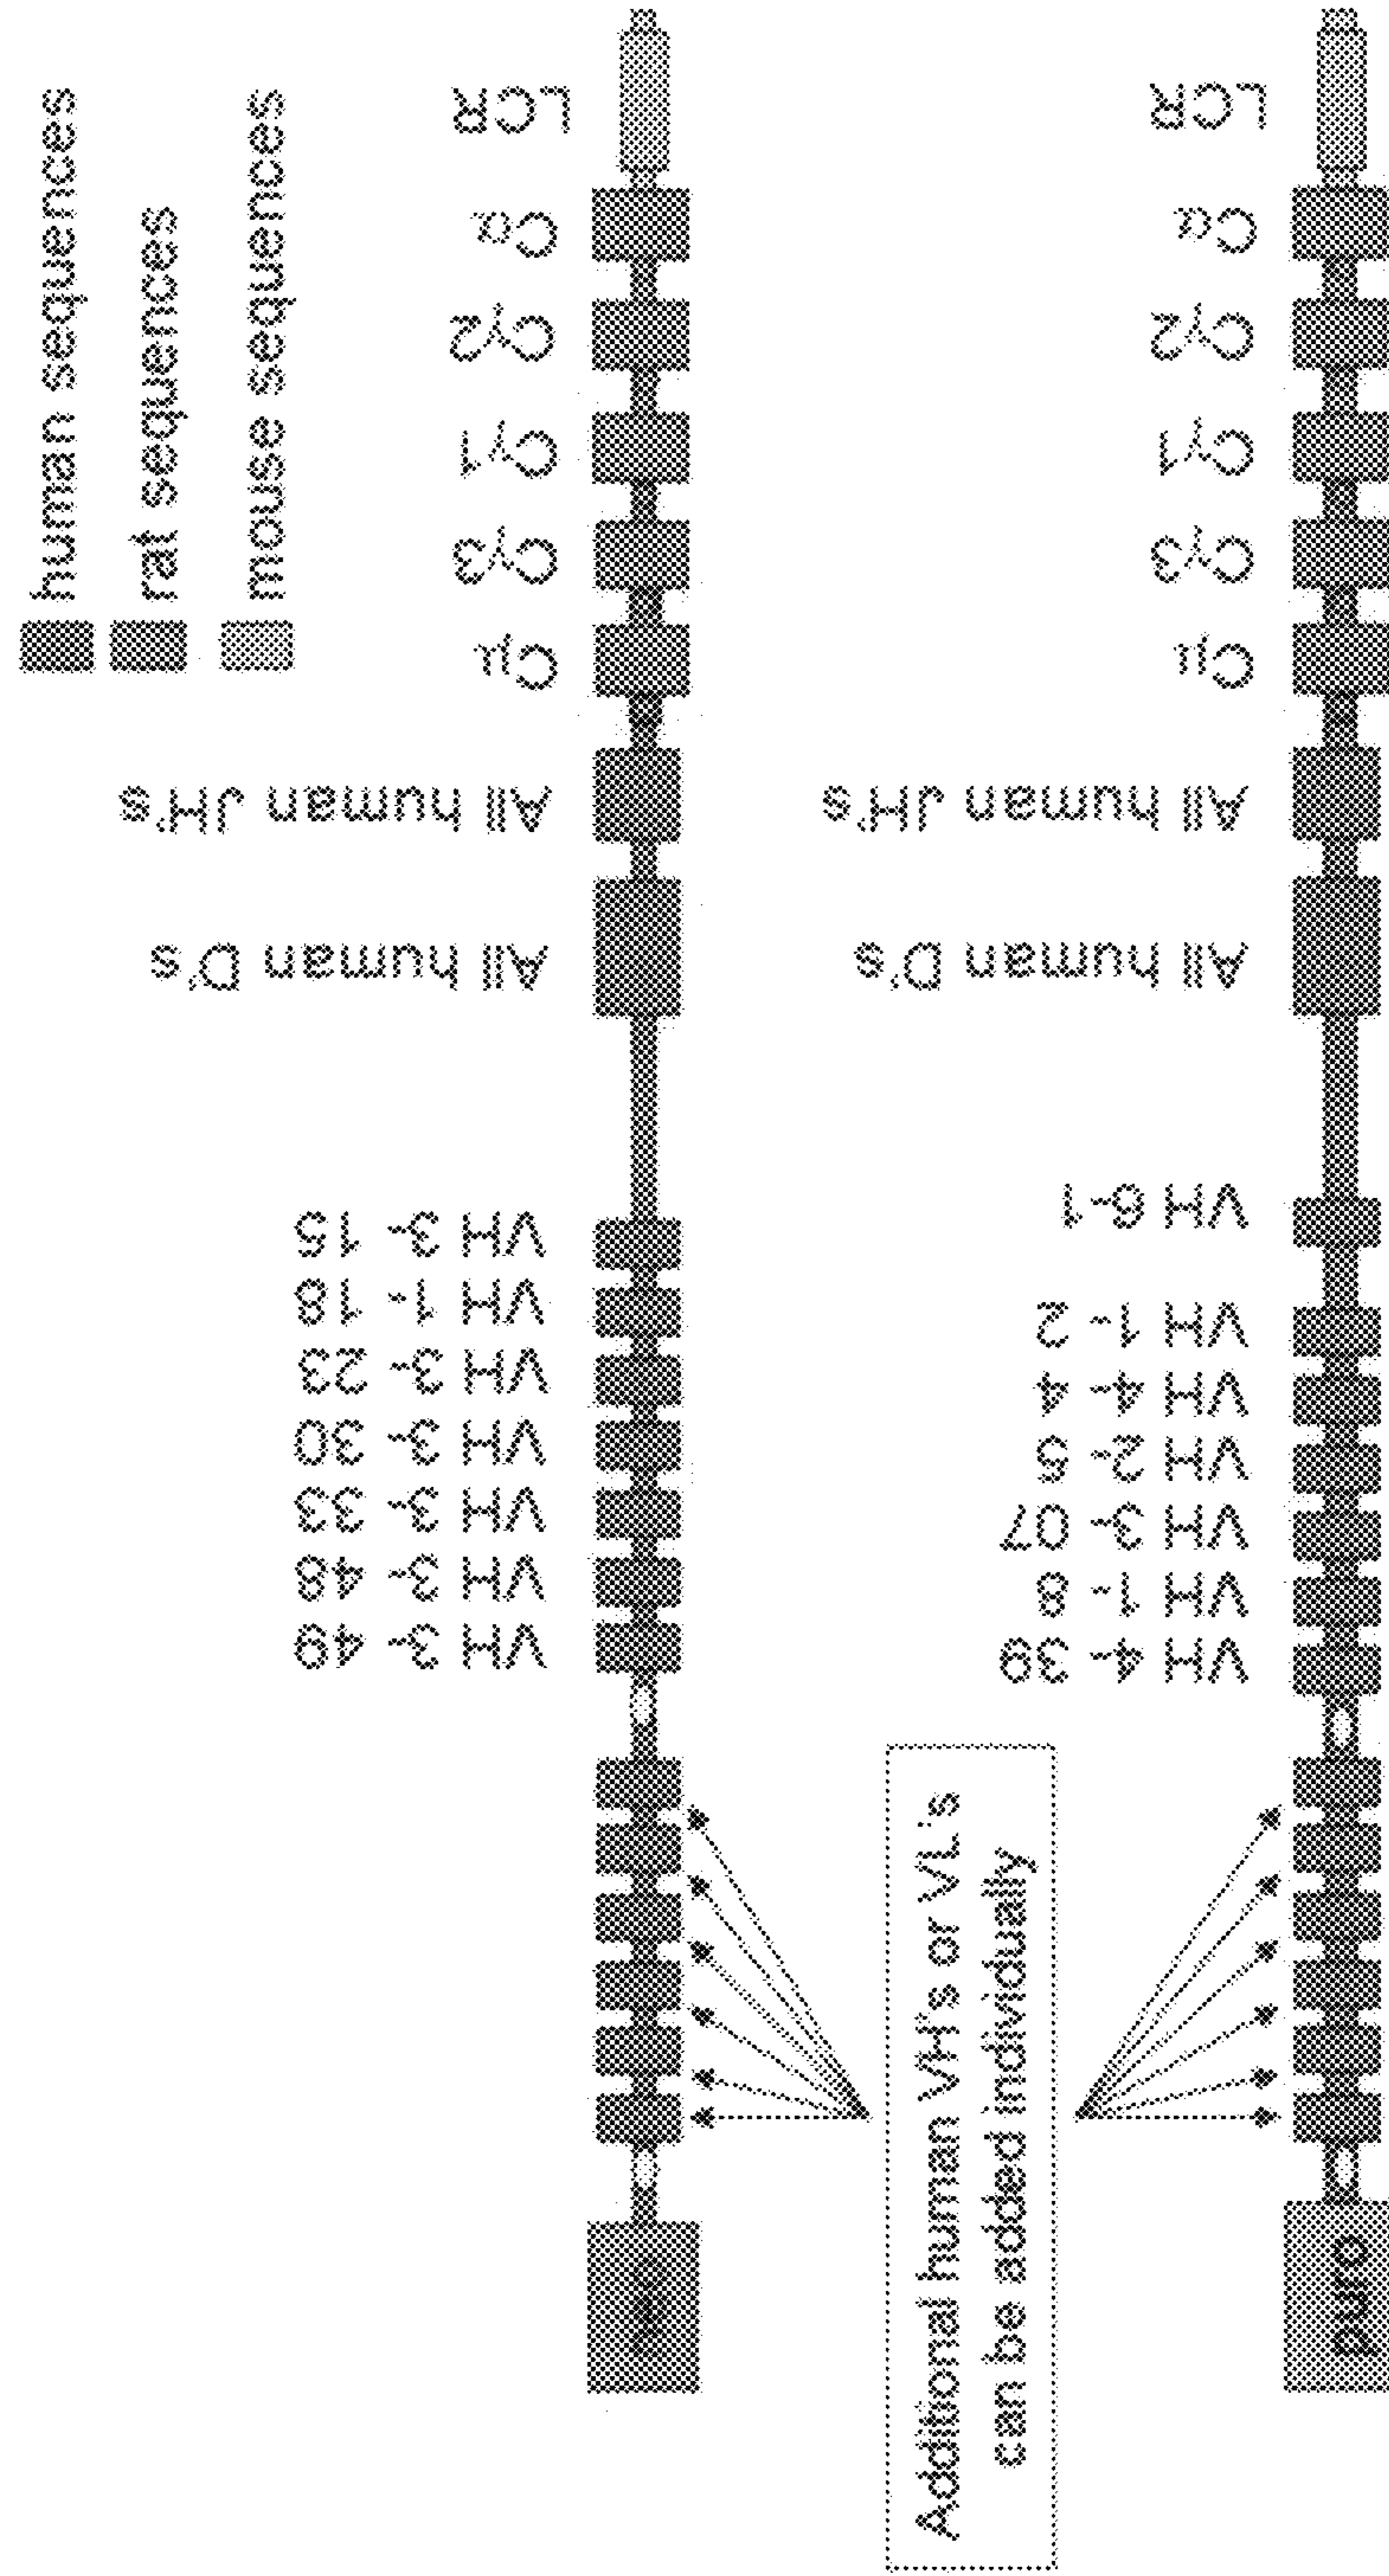 human sequences
rat sequences
mouse sequences
VH 3- 49
VH 3- 48
VH 3- 33
VH 3- 30
VH 3- 23
VH 1- 18
VH 3- 15
All human D's
All human JH's
Cμ
Cγ3
Cγ1
Cγ2
Cα
LCR
Additional human VH's or VL's
can be added individually
puro
VH 4- 39
VH 1- 8
VH 3- 07
VH 2- 5
VH 4- 4
VH 1- 2
VH 6-1
All human D's
All human JH's
Cμ
Cγ3
Cγ1
Cγ2
Cα
LCR